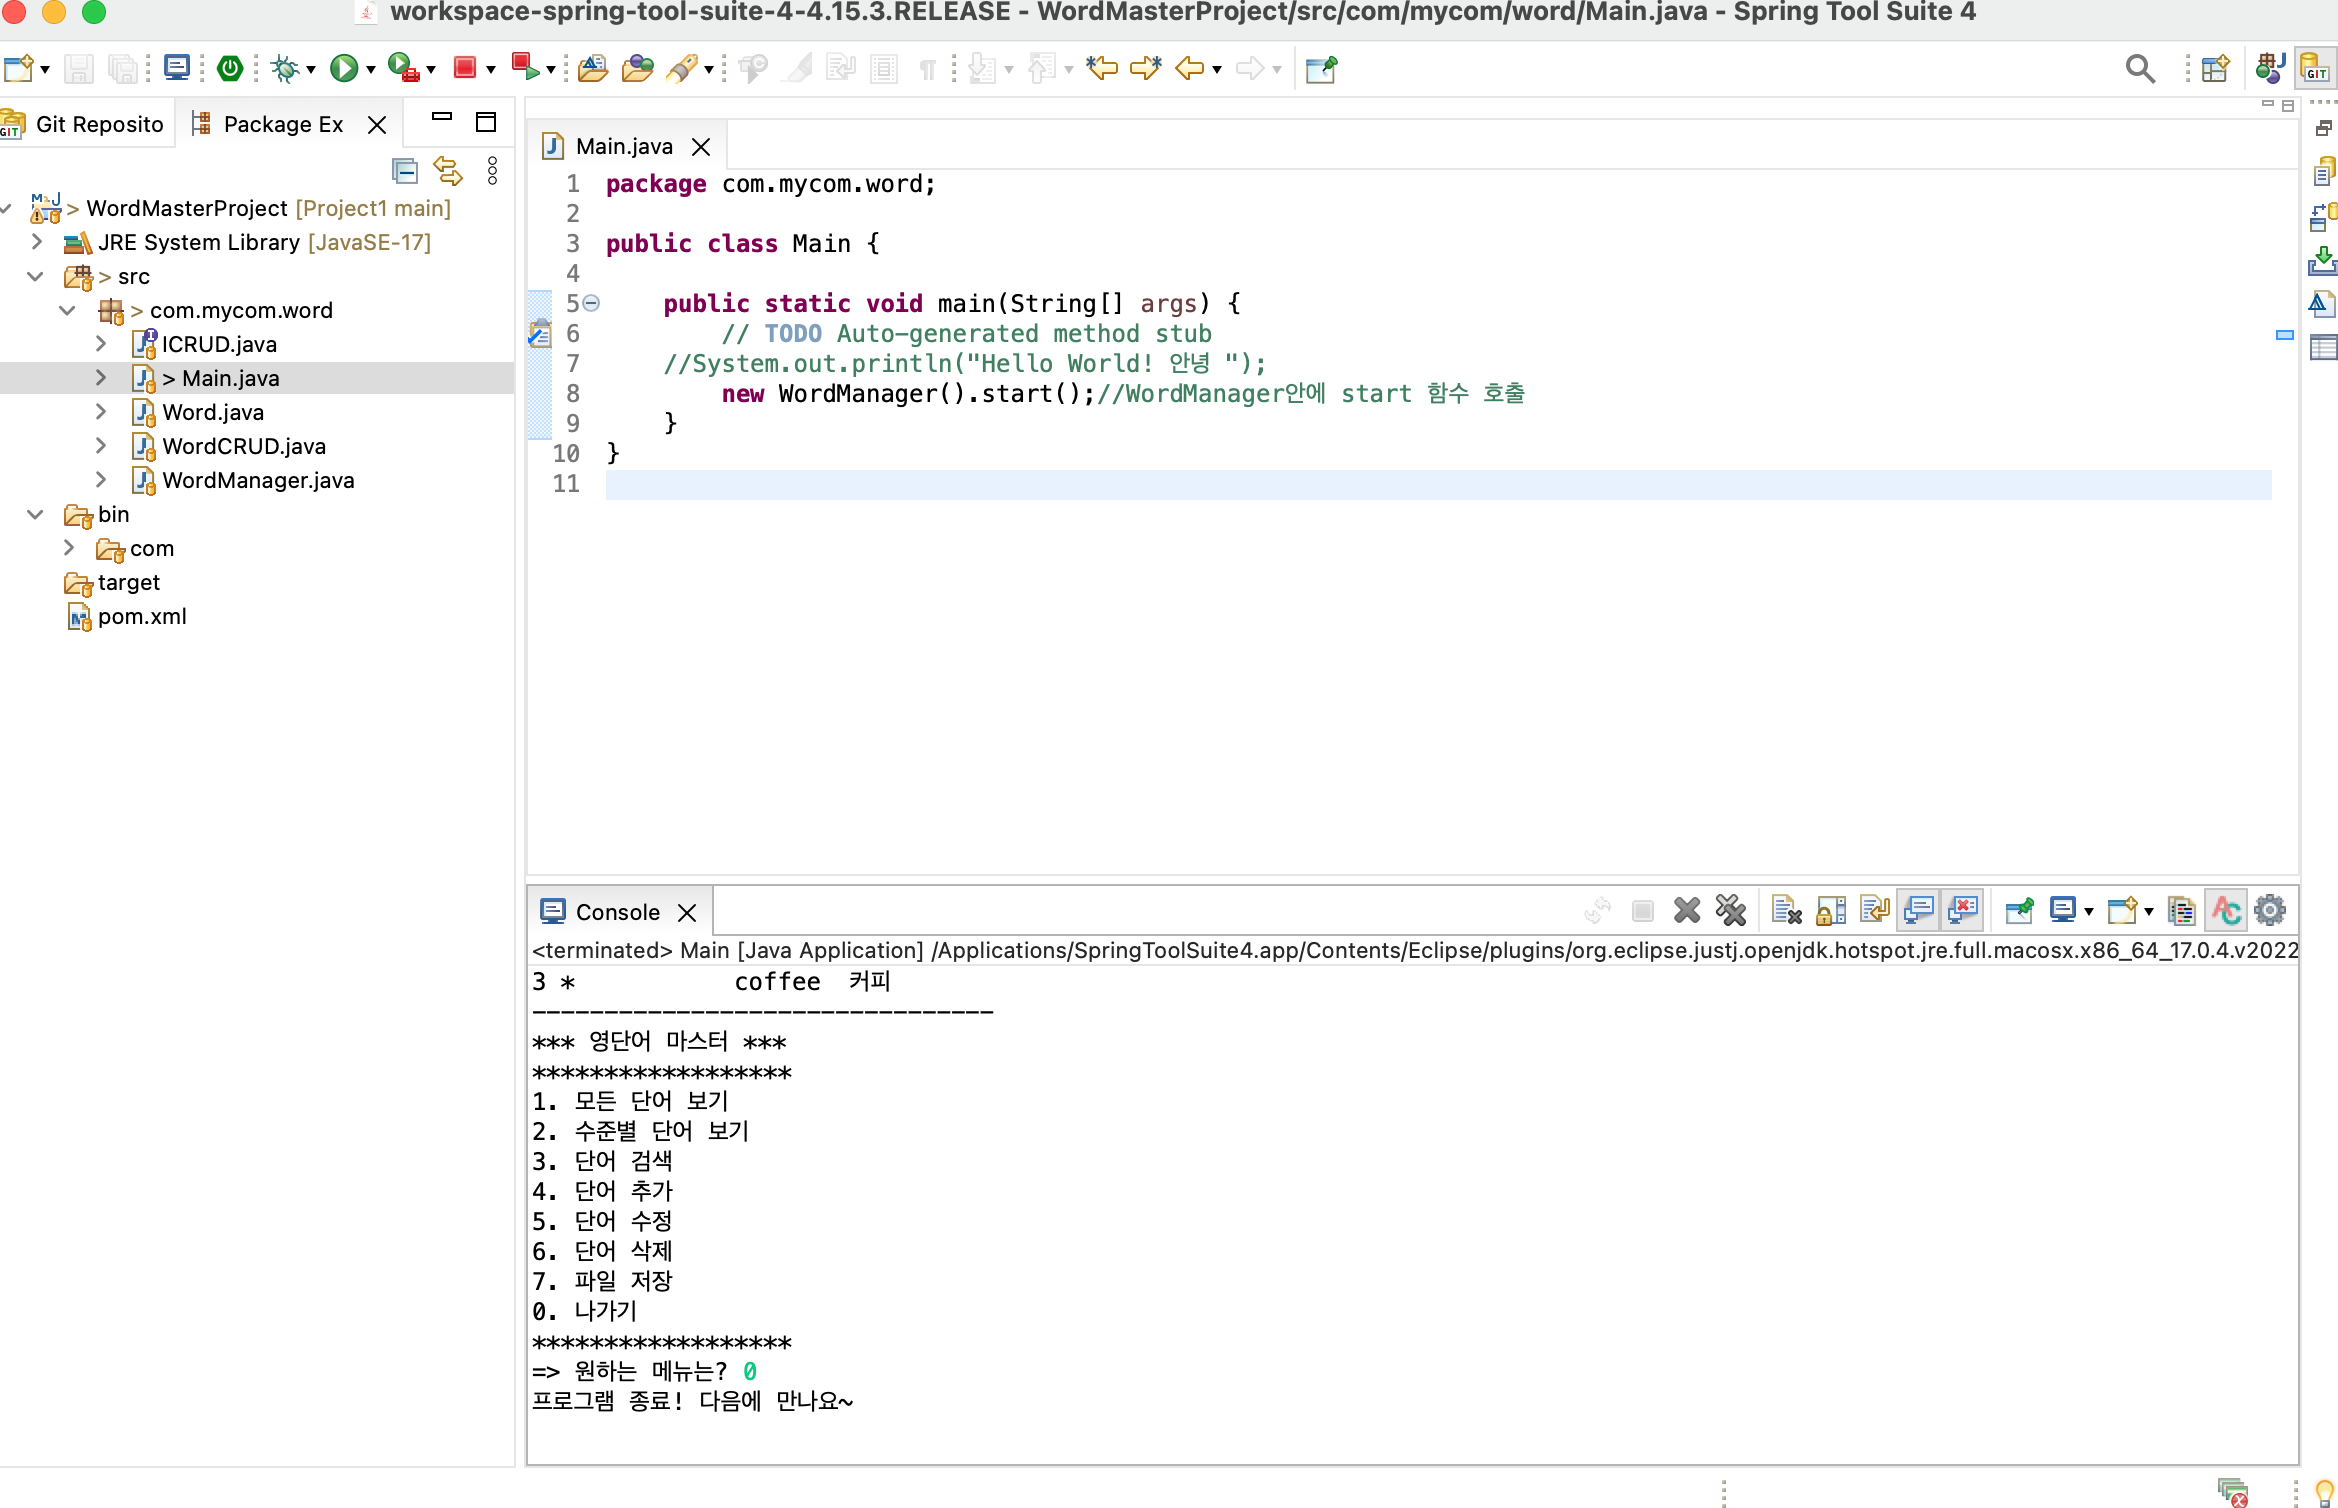 workspace-spring-tool-suite-4-4.15.3.RELEASE - WordMasterProject/src/com/mycom/word/Main.java - Spring Tool Suite 4
GIT
GIT Git Reposito
Package Ex
> WordMasterProject [Project1 main]
JRE System Library [JavaSE-17]
> src
> com.mycom.word
ICRUD.java
> Main.java
Word.java
WordCRUD.java
WordManager.java
bin
com
target
pom.xml
Main.java
1 package com.mycom.word;
2
3 public class Main {
4
5 public static void main(String[] args) {
6 // TODO Auto-generated method stub
7 //System.out.println("Hello World! 안녕 ");
8 new WordManager().start();//WordManager안에 start 함수 호출
9 }
10 }
11
Console
<terminated> Main [Java Application] /Applications/SpringToolSuite4.app/Contents/Eclipse/plugins/org.eclipse.justj.openjdk.hotspot.jre.full.macosx.x86_64_17.0.4.v2022
3 * coffee 커피
--------------------------------
*** 영단어 마스터 ***
******************
1. 모든 단어 보기
2. 수준별 단어 보기
3. 단어 검색
4. 단어 추가
5. 단어 수정
6. 단어 삭제
7. 파일 저장
0. 나가기
******************
=> 원하는 메뉴는? 0
프로그램 종료! 다음에 만나요~